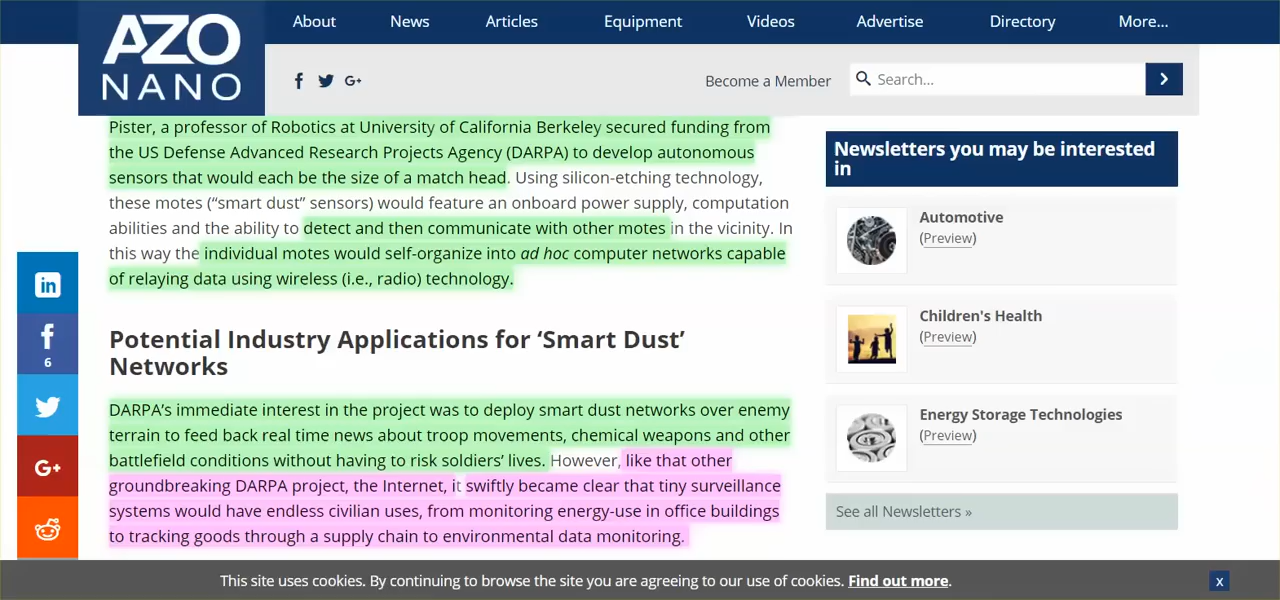 AZO
NANO
About News Articles Equipment Videos Advertise Directory More...
G+
Become a Member
Search...
Pister, a professor of Robotics at University of California Berkeley secured funding from
the US Defense Advanced Research Projects Agency (DARPA) to develop autonomous
sensors that would each be the size of a match head. Using silicon-etching technology,
these motes (“smart dust” sensors) would feature an onboard power supply, computation
abilities and the ability to detect and then communicate with other motes in the vicinity. In
this way the individual motes would self-organize into ad hoc computer networks capable
of relaying data using wireless (i.e., radio) technology.
Potential Industry Applications for ‘Smart Dust’
Networks
DARPA’s immediate interest in the project was to deploy smart dust networks over enemy
terrain to feed back real time news about troop movements, chemical weapons and other
battlefield conditions without having to risk soldiers’ lives. However, like that other
groundbreaking DARPA project, the Internet, it swiftly became clear that tiny surveillance
systems would have endless civilian uses, from monitoring energy-use in office buildings
to tracking goods through a supply chain to environmental data monitoring.
in
f
6
G+
Newsletters you may be interested
in
Automotive
(Preview)
Children's Health
(Preview)
Energy Storage Technologies
(Preview)
See all Newsletters »
This site uses cookies. By continuing to browse the site you are agreeing to our use of cookies. Find out more.
x